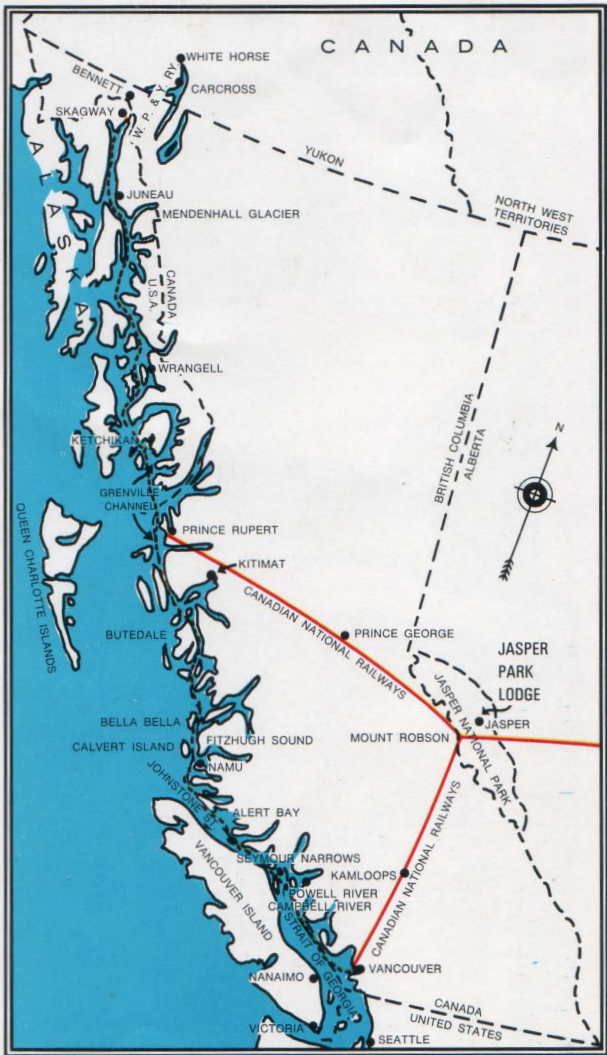 CANADA
WHITE HORSE
BENNETT
W. P. & Y. RY
CARCROSS
SKAGWAY
YUKON
NORTH WEST
TERRITORIES
ALASKA
JUNEAU
MENDENHALL GLACIER
CANADA
U.S.A.
WRANGELL
BRITISH COLUMBIA
ALBERTA
N
KETCHIKAN
GRENVILLE
CHANNEL
QUEEN CHARLOTTE ISLANDS
PRINCE RUPERT
KITIMAT
CANADIAN NATIONAL RAILWAYS
PRINCE GEORGE
BUTEDALE
JASPER
PARK
LODGE
JASPER NATIONAL PARK
JASPER
BELLA BELLA
MOUNT ROBSON
CALVERT ISLAND
FITZHUGH SOUND
NAMU
JOHNSTONE ST.
ALERT BAY
VANCOUVER ISLAND
SEYMOUR NARROWS
KAMLOOPS
CANADIAN NATIONAL RAILWAYS
POWELL RIVER
CAMPBELL RIVER
STRAIT OF GEORGIA
VANCOUVER
NANAIMO
CANADA
UNITED STATES
VICTORIA
SEATTLE